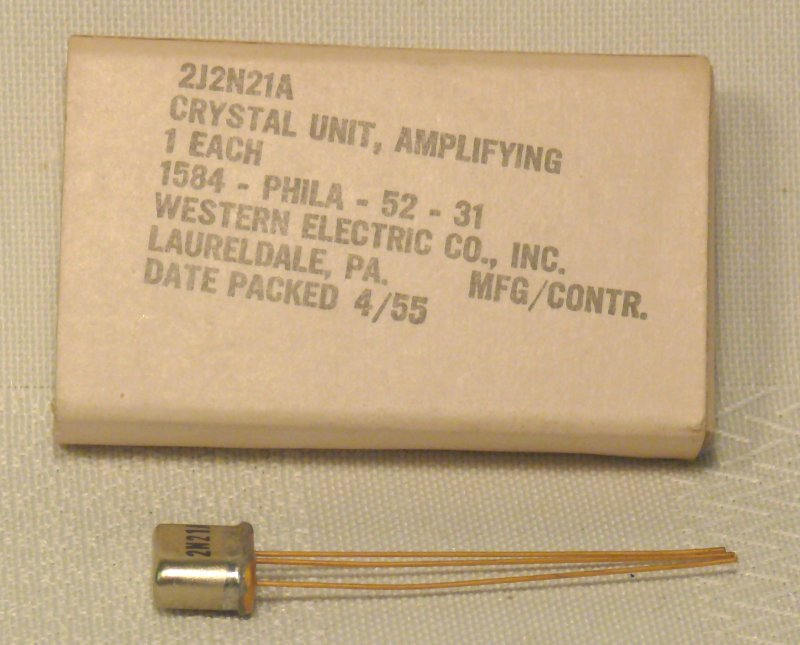 2J2N21A
CRYSTAL UNIT, AMPLIFYING
1 EACH
1584 - PHILA - 52 - 31
WESTERN ELECTRIC CO., INC.
LAURELDALE, PA. MFG/CONTR.
DATE PACKED 4/55
2N21A